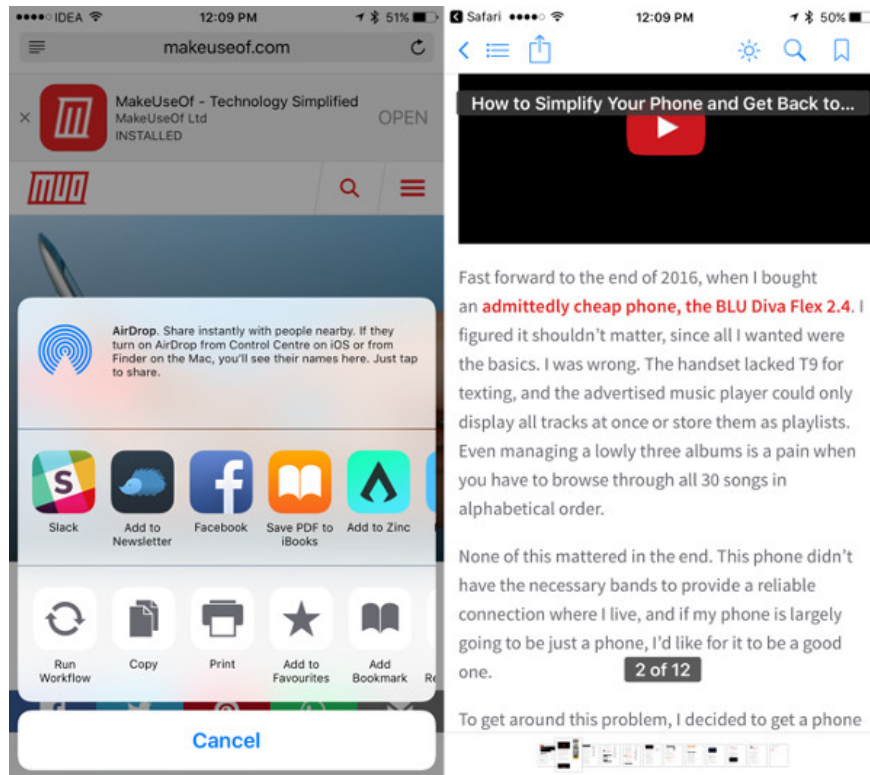 IDEA 12:09 PM 51%
makeuseof.com
MakeUseOf - Technology Simplified
MakeUseOf Ltd
INSTALLED
OPEN
MUO
AirDrop. Share instantly with people nearby. If they
turn on AirDrop from Control Centre on iOS or from
Finder on the Mac, you'll see their names here. Just tap
to share.
Slack
Add to
Newsletter
Facebook
Save PDF to
iBooks
Add to Zinc
Run
Workflow
Copy
Print
Add to
Favourites
Add
Bookmark
Re
Cancel
Safari 12:09 PM 50%
How to Simplify Your Phone and Get Back to...
Fast forward to the end of 2016, when I bought
an admittedly cheap phone, the BLU Diva Flex 2.4. I
figured it shouldn't matter, since all I wanted were
the basics. I was wrong. The handset lacked T9 for
texting, and the advertised music player could only
display all tracks at once or store them as playlists.
Even managing a lowly three albums is a pain when
you have to browse through all 30 songs in
alphabetical order.
None of this mattered in the end. This phone didn't
have the necessary bands to provide a reliable
connection where I live, and if my phone is largely
going to be just a phone, I'd like for it to be a good
one.
2 of 12
To get around this problem, I decided to get a phone